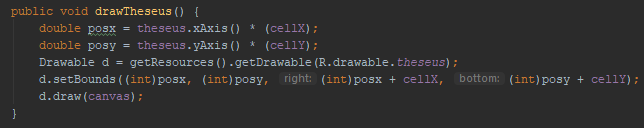 public void drawTheseus() {
double posx = theseus.xAxis() * (cellX);
double posy = theseus.yAxis() * (cellX);
Drawable d = getResources().getDrawable(R.drawable.theseus);
d.setBounds((int)posx, (int)posy, right: (int)posx + cellX, bottom: (int)posy + cellY);
d.draw(canvas);
}